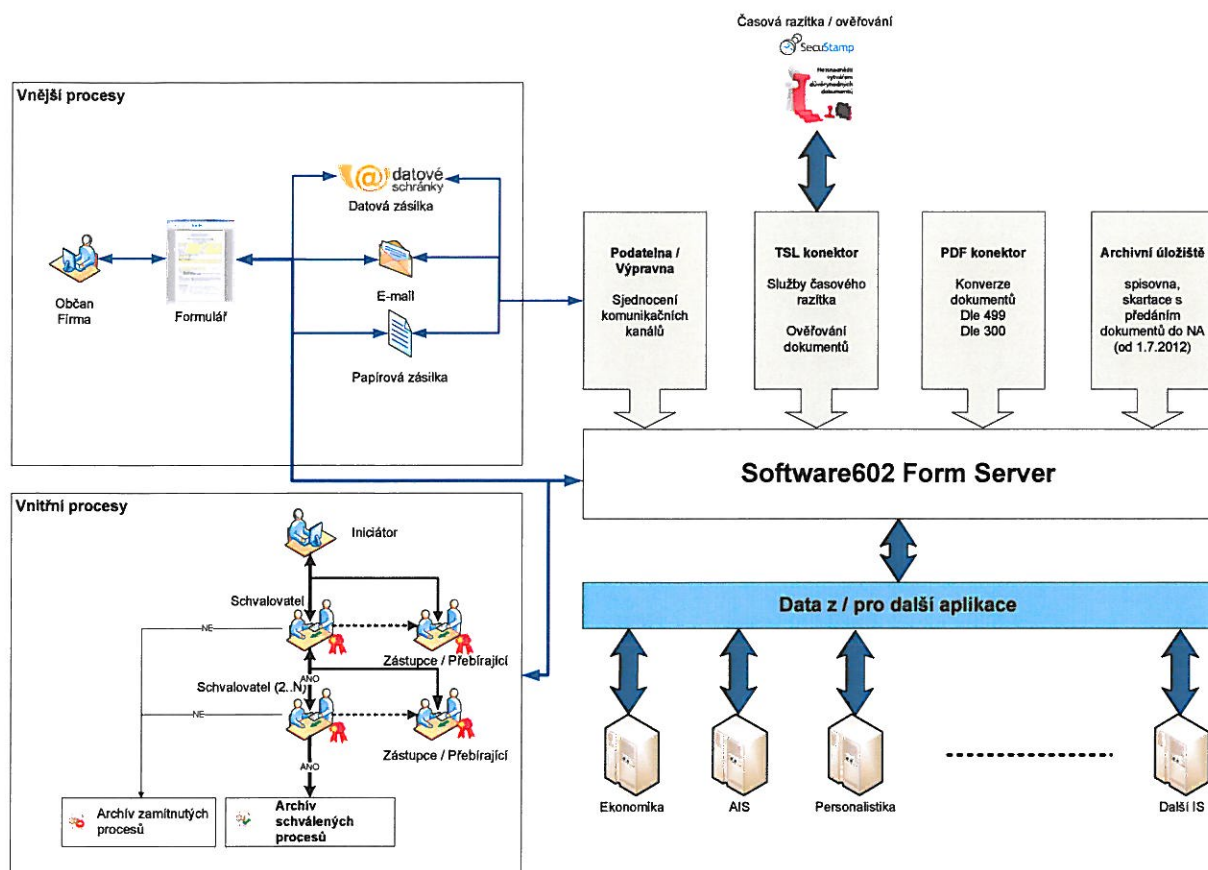 Časová razítka / ověřování
SecuStamp
Vnější procesy
datové
schránky
Datová zásilka
Občan
Firma
Formulář
E-mail
Papírová zásilka
Podatelna /
Výpravna
Sjednocení
komunikačních
kanálů
TSL konektor
Služby časového
razítka
Ověřování
dokumentů
PDF konektor
Konverze
dokumentů
Dle 499
Dle 300
Archivní úložiště
spisovna,
skartace s
předáním
dokumentů do NA
(od 1.7.2012)
Software602 Form Server
Vnitřní procesy
Iniciátor
Schvalovatel
NE
Zástupce / Přebírající
ANO
Schvalovatel (2..N)
NE
Zástupce / Přebírající
ANO
Archív zamítnutých
procesů
Archív
schválených
procesů
Data z / pro další aplikace
Ekonomika
AIS
Personalistika
Další IS